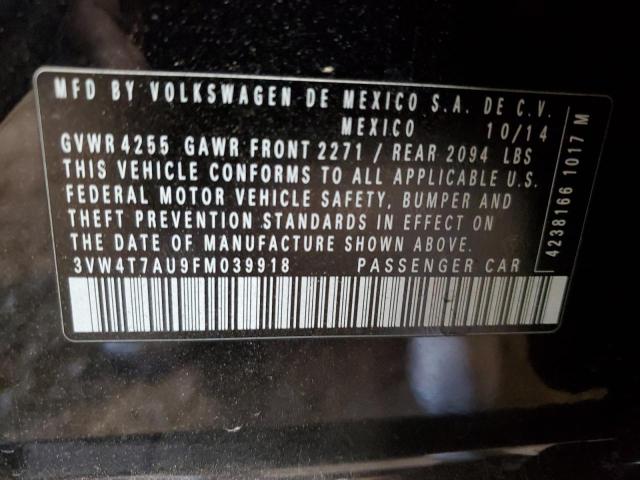 MFD BY VOLKSWAGEN DE MEXICO S.A. DE C.V.
MEXICO 10/14
GVWR 4255 GAWR FRONT 2271 / REAR 2094 LBS
THIS VEHICLE CONFORMS TO ALL APPLICABLE U.S.
FEDERAL MOTOR VEHICLE SAFETY, BUMPER AND
THEFT PREVENTION STANDARDS IN EFFECT ON
THE DATE OF MANUFACTURE SHOWN ABOVE.
3VW4T7AU9FM039918 PASSENGER CAR
4238166 1017 M